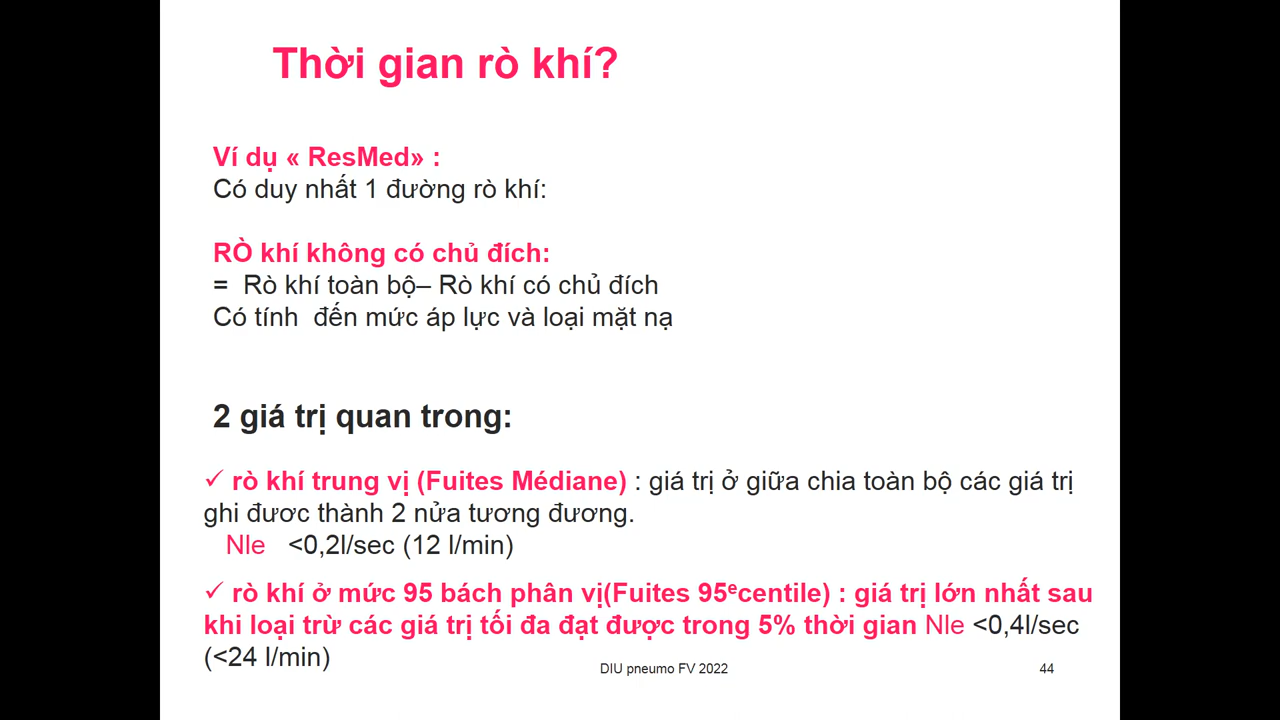 Thời gian rò khí?
Ví dụ « ResMed» :
Có duy nhất 1 đường rò khí:
RÒ khí không có chủ đích:
= Rò khí toàn bộ– Rò khí có chủ đích
Có tính đến mức áp lực và loại mặt nạ
2 giá trị quan trong:
✓ rò khí trung vị (Fuites Médiane) : giá trị ở giữa chia toàn bộ các giá trị
ghi đươc thành 2 nửa tương đương.
Nle <0,2l/sec (12 l/min)
✓ rò khí ở mức 95 bách phân vị(Fuites 95ᵉcentile) : giá trị lớn nhất sau
khi loại trừ các giá trị tối đa đạt được trong 5% thời gian Nle <0,4l/sec
(<24 l/min)
DIU pneumo FV 2022
44